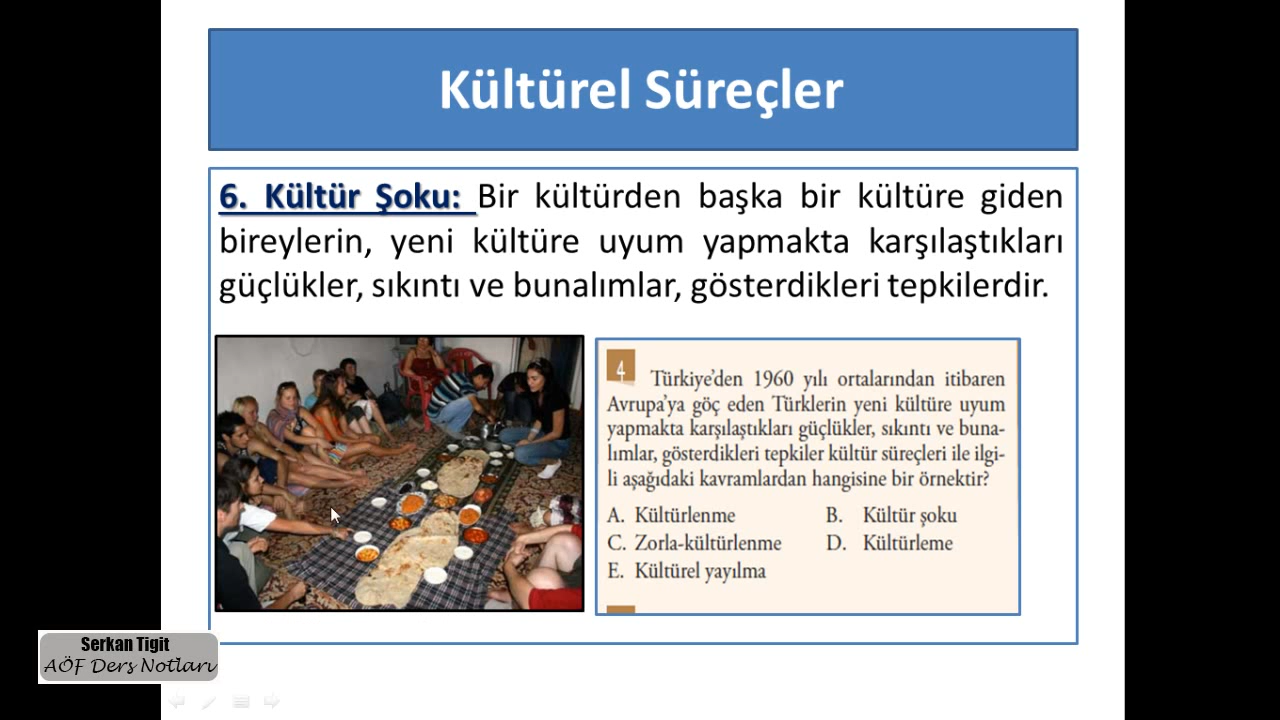 Kültürel Süreçler
6. Kültür Şoku: Bir kültürden başka bir kültüre giden
bireylerin, yeni kültüre uyum yapmakta karşılaştıkları
güçlükler, sıkıntı ve bunalımlar, gösterdikleri tepkilerdir.
4
Türkiye’den 1960 yılı ortalarından itibaren
Avrupa’ya göç eden Türklerin yeni kültüre uyum
yapmakta karşılaştıkları güçlükler, sıkıntı ve buna-
lımlar, gösterdikleri tepkiler kültür süreçleri ile ilgi-
li aşağıdaki kavramlardan hangisine bir örnektir?
A. Kültürlenme B. Kültür şoku
C. Zorla-kültürlenme D. Kültürleme
E. Kültürel yayılma
Serkan Tigit
AÖF Ders Notları